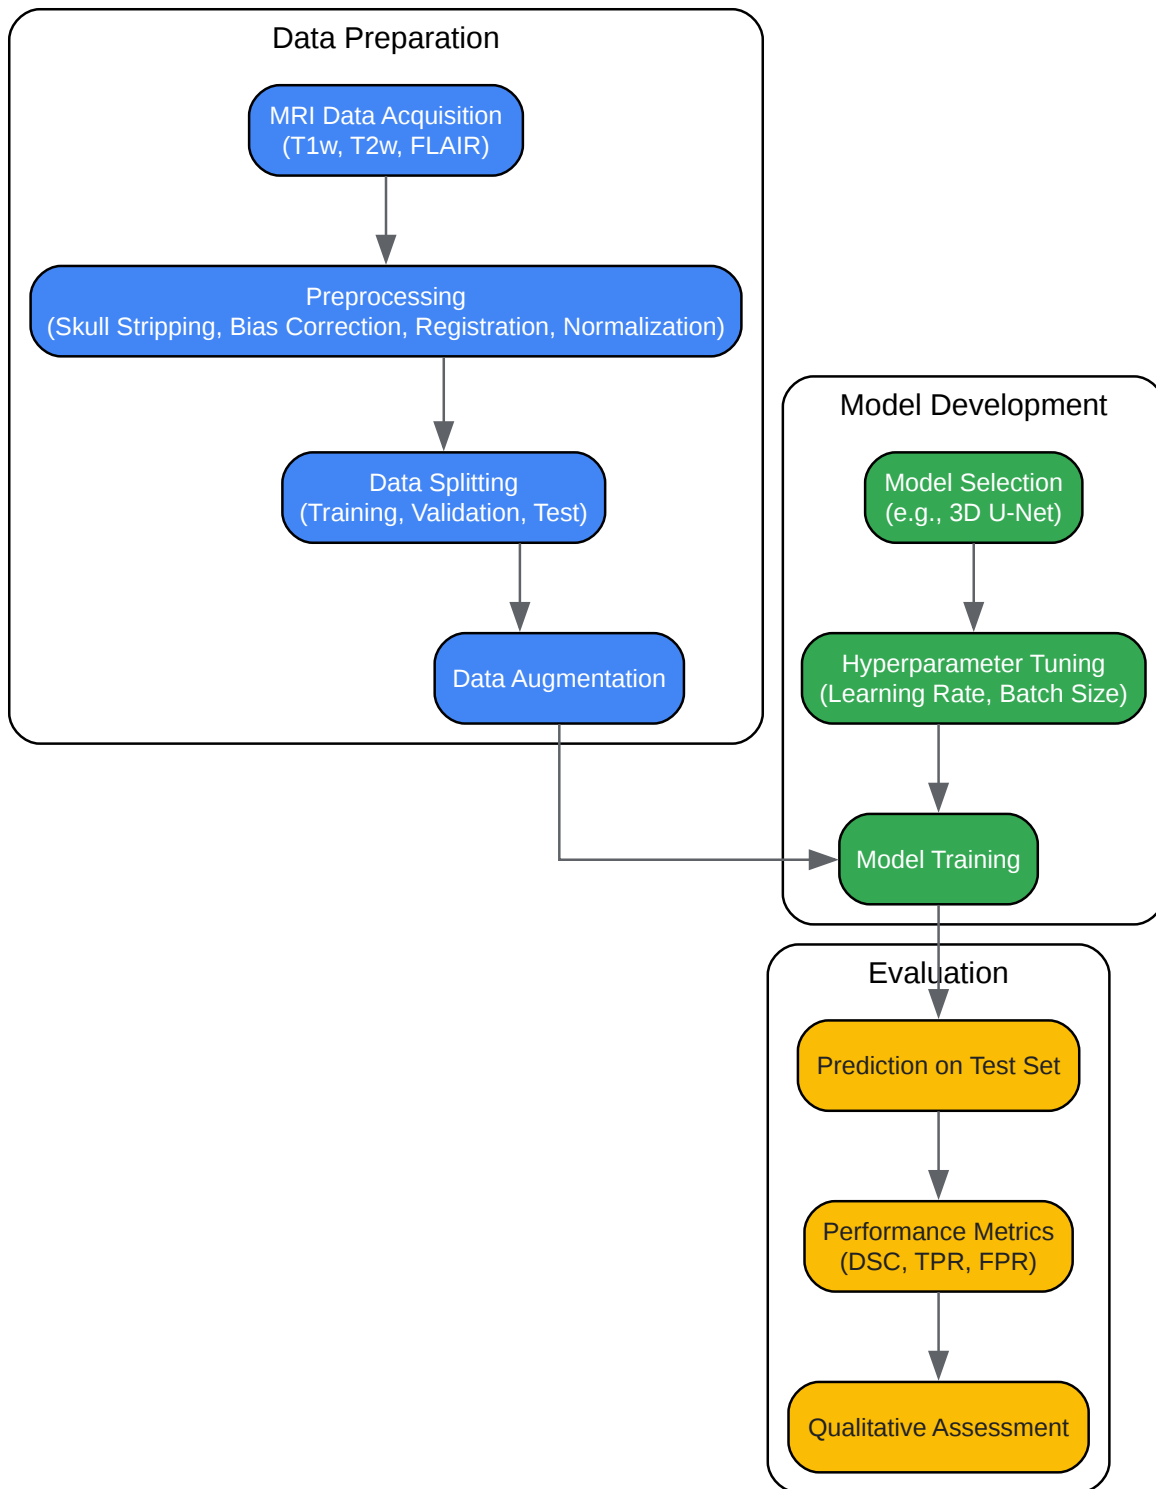 Data Preparation
MRI Data Acquisition
(T1w, T2w, FLAIR)
Preprocessing
(Skull Stripping, Bias Correction, Registration, Normalization)
Data Splitting
(Training, Validation, Test)
Data Augmentation
Model Development
Model Selection
(e.g., 3D U-Net)
Hyperparameter Tuning
(Learning Rate, Batch Size)
Model Training
Evaluation
Prediction on Test Set
Performance Metrics
(DSC, TPR, FPR)
Qualitative Assessment